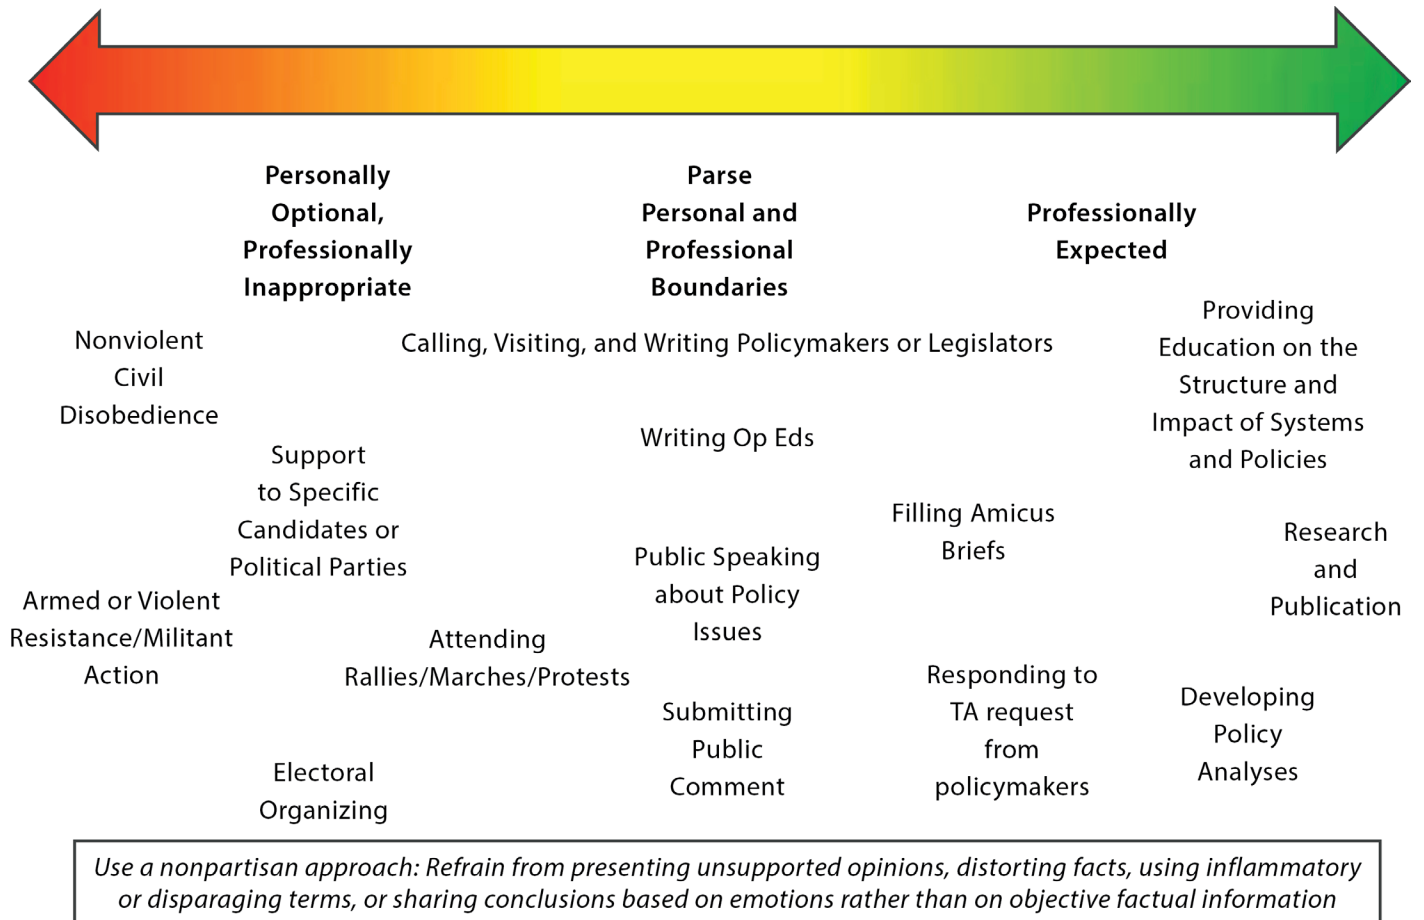 Personally
Optional,
Professionally
Inappropriate
Parse
Personal and
Professional
Boundaries
Professionally
Expected
Nonviolent
Civil
Disobedience
Calling, Visiting, and Writing Policymakers or Legislators
Providing
Education on the
Structure and
Impact of Systems
and Policies
Support
to Specific
Candidates or
Political Parties
Writing Op Eds
Filling Amicus
Briefs
Research
and
Publication
Armed or Violent
Resistance/Militant
Action
Public Speaking
about Policy
Issues
Attending
Rallies/Marches/Protests
Submitting
Public
Comment
Responding to
TA request
from
policymakers
Developing
Policy
Analyses
Electoral
Organizing
Use a nonpartisan approach: Refrain from presenting unsupported opinions, distorting facts, using inflammatory
or disparaging terms, or sharing conclusions based on emotions rather than on objective factual information